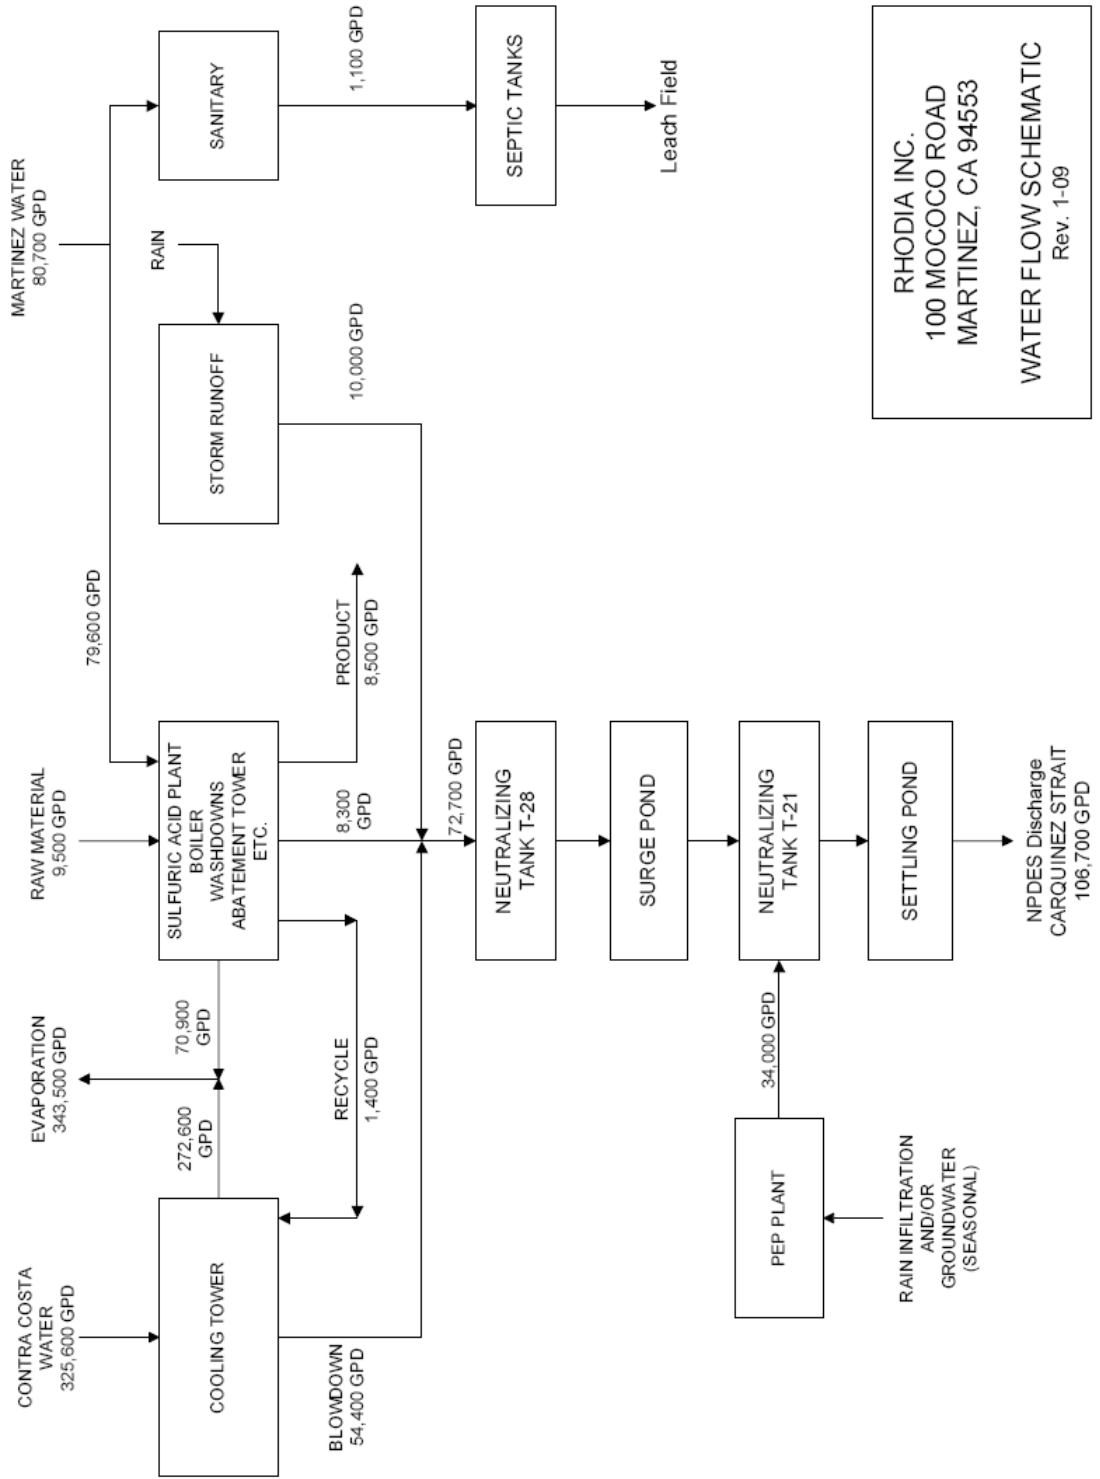 CONTRA COSTA
WATER
325,600 GPD
EVAPORATION
343,500 GPD
RAW MATERIAL
9,500 GPD
MARTINEZ WATER
80,700 GPD
79,600 GPD
272,600
GPD
70,900
GPD
RAIN
COOLING TOWER
SULFURIC ACID PLANT
BOILER
WASHDOWNS
ABATEMENT TOWER
ETC.
STORM RUNOFF
SANITARY
BLOWDOWN
54,400 GPD
RECYCLE
1,400 GPD
8,300
GPD
PRODUCT
8,500 GPD
10,000 GPD
1,100 GPD
72,700 GPD
NEUTRALIZING
TANK T-28
SEPTIC TANKS
SURGE POND
Leach Field
34,000 GPD
PEP PLANT
NEUTRALIZING
TANK T-21
RAIN INFILTRATION
AND/OR
GROUNDWATER
(SEASONAL)
SETTLING POND
NPDES Discharge
CARQUINEZ STRAIT
106,700 GPD
RHODIA INC.
100 MOCOCO ROAD
MARTINEZ, CA 94553
WATER FLOW SCHEMATIC
Rev. 1-09